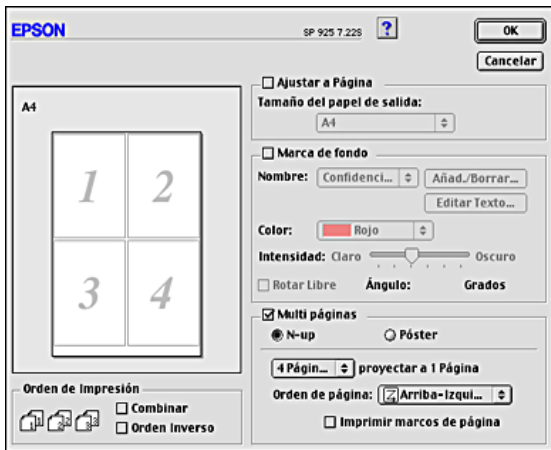 EPSON
SP 925 7.22S
?
OK
Cancelar
A4
1 2
3 4
Ajustar a Página
Tamaño del papel de salida:
A4
Marca de fondo
Nombre: Confidenci... Añad./Borrar...
Editar Texto...
Color: Rojo
Intensidad: Claro Oscuro
Rotar Libre Ángulo: Grados
Multi páginas
N-up Póster
4 Págin... proyectar a 1 Página
Orden de página: Arriba-Izqui...
Imprimir marcos de página
Orden de Impresión
Combinar
Orden Inverso